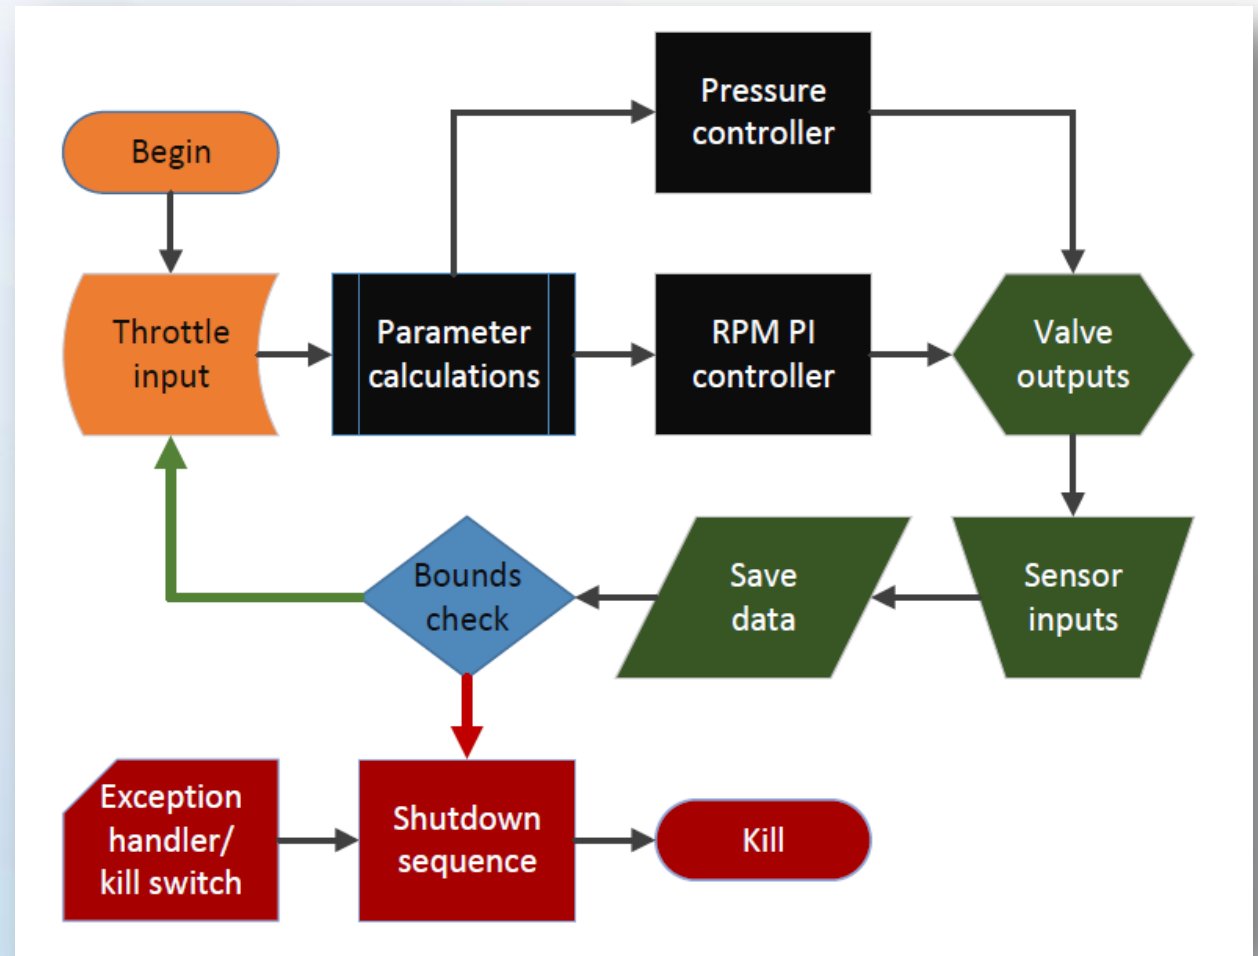 Begin
Pressure
controller
Throttle
input
Parameter
calculations
RPM PI
controller
Valve
outputs
Bounds
check
Save
data
Sensor
inputs
Exception
handler/
kill switch
Shutdown
sequence
Kill